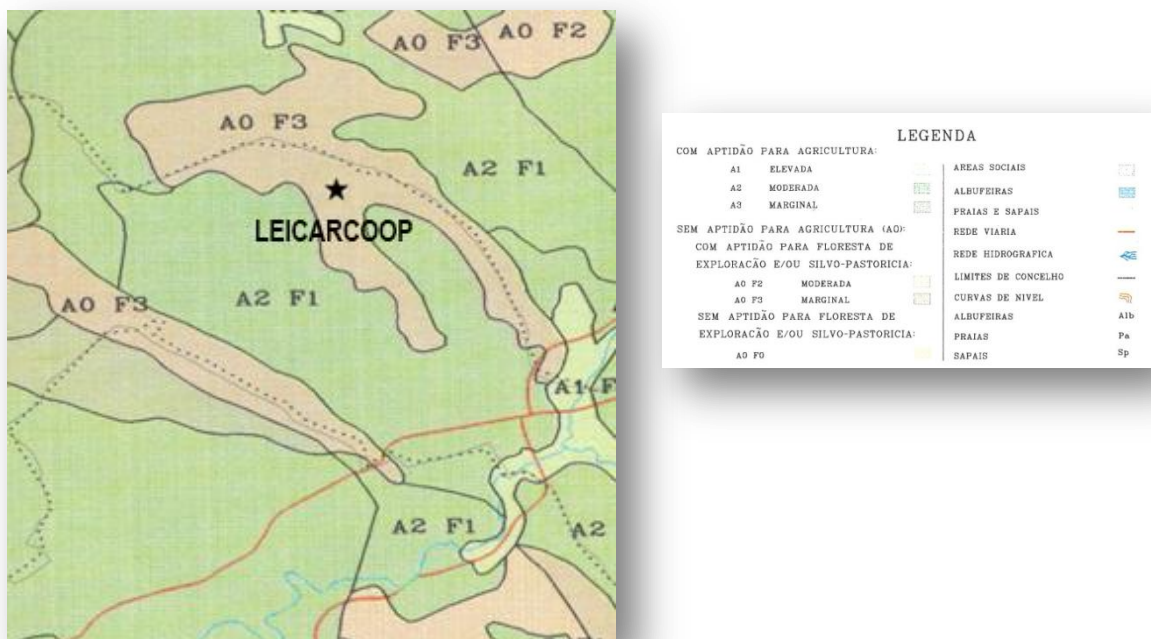 A0 F3
A0 F2
A0 F3
A2 F1
LEICARCOOP
A2 F1
A0 F3
A1 F
A2 F1
A2
LEGENDA
COM APTIDÃO PARA AGRICULTURA:
A1 ELEVADA
A2 MODERADA
A3 MARGINAL
SEM APTIDÃO PARA AGRICULTURA (A0):
COM APTIDÃO PARA FLORESTA DE
EXPLORACÃO E/OU SILVO-PASTORICIA:
A0 F2 MODERADA
A0 F3 MARGINAL
SEM APTIDÃO PARA FLORESTA DE
EXPLORACÃO E/OU SILVO-PASTORICIA:
A0 F0
AREAS SOCIAIS
ALBUFEIRAS
PRAIAS E SAPAIS
REDE VIARIA
REDE HIDROGRAFICA
LIMITES DE CONCELHO
CURVAS DE NIVEL
ALBUFEIRAS Alb
PRAIAS Pa
SAPAIS Sp